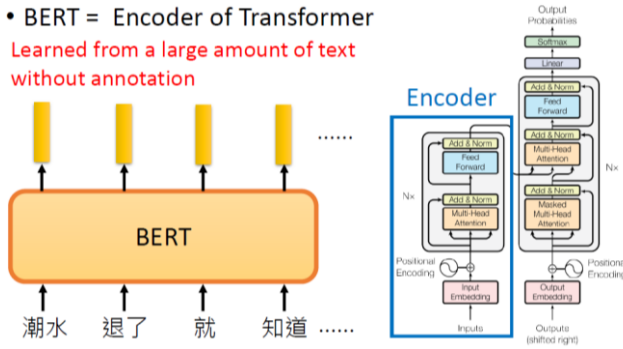 • BERT = Encoder of Transformer
Learned from a large amount of text
without annotation
......
BERT
潮水 退了 就 知道 ......
Encoder
Output
Probabilities
Softmax
Linear
Add & Norm
Feed
Forward
Add & Norm
Multi-Head
Attention
Add & Norm
Masked
Multi-Head
Attention
Nx
Positional
Encoding
Output
Embedding
Outputs
(shifted right)
Add & Norm
Feed
Forward
Nx
Add & Norm
Multi-Head
Attention
Positional
Encoding
Input
Embedding
Inputs